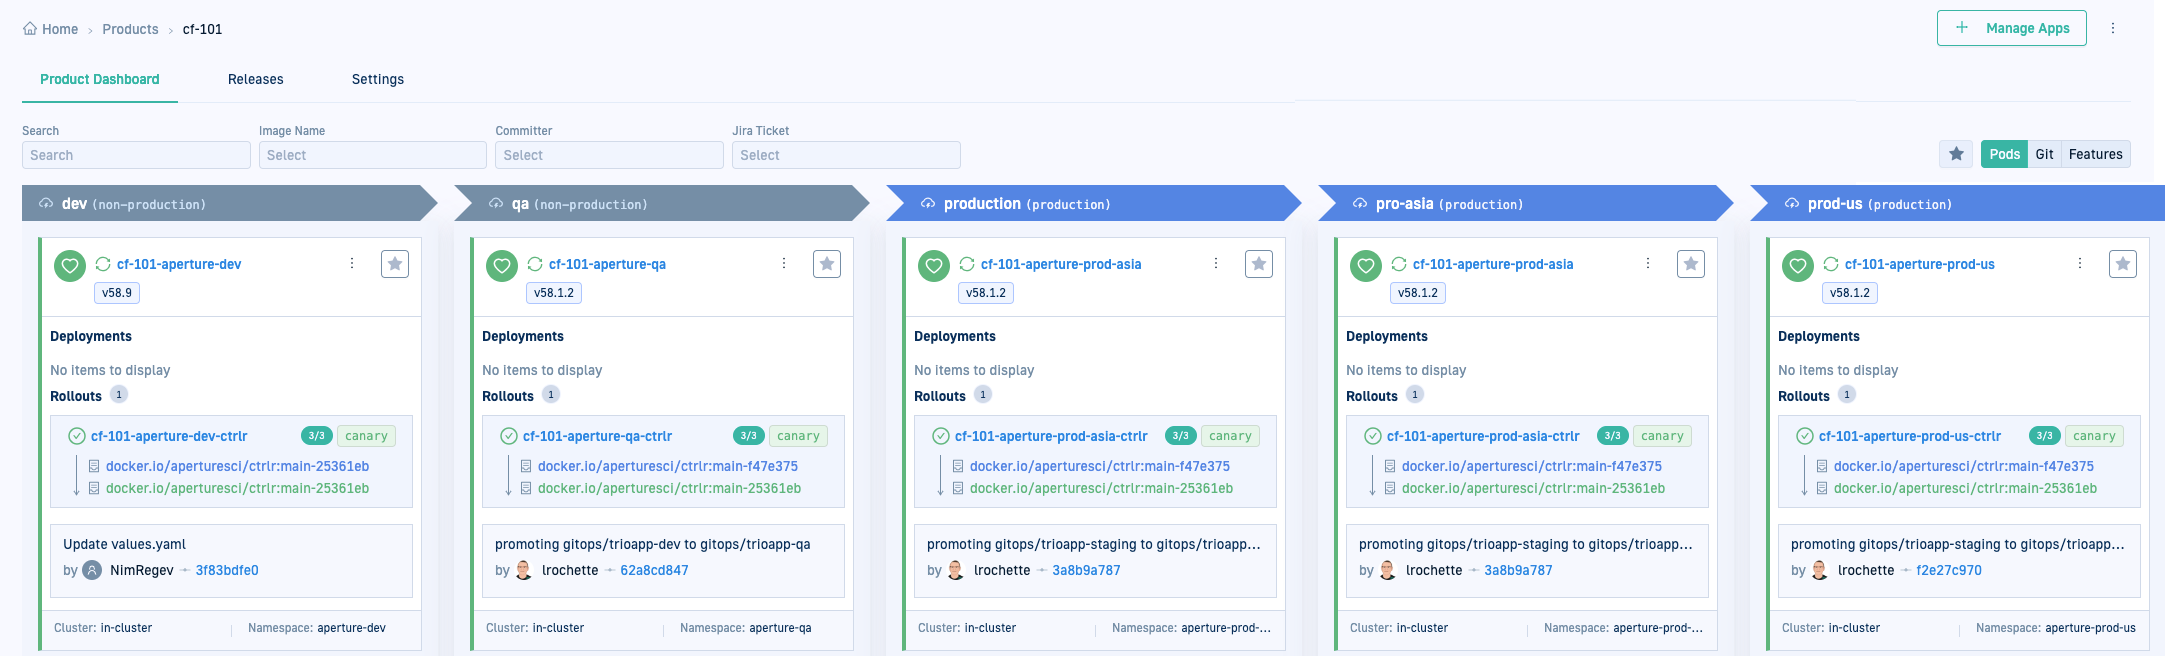 Home > Products > cf-101
+ Manage Apps
Product Dashboard Releases Settings
Search Image Name Committer Jira Ticket
Search Select Select Select
Pods Git Features
dev (non-production)
cf-101-aperture-dev
v58.9
Deployments
No items to display
Rollouts 1
cf-101-aperture-dev-ctrlr 3/3 canary
docker.io/aperturesci/ctrlr:main-25361eb
docker.io/aperturesci/ctrlr:main-25361eb
Update values.yaml
by NimRegev 3f83bdfe0
Cluster: in-cluster Namespace: aperture-dev
qa (non-production)
cf-101-aperture-qa
v58.1.2
Deployments
No items to display
Rollouts 1
cf-101-aperture-qa-ctrlr 3/3 canary
docker.io/aperturesci/ctrlr:main-f47e375
docker.io/aperturesci/ctrlr:main-25361eb
promoting gitops/trioapp-dev to gitops/trioapp-qa
by lrochette 62a8cd847
Cluster: in-cluster Namespace: aperture-qa
production (production)
cf-101-aperture-prod-asia
v58.1.2
Deployments
No items to display
Rollouts 1
cf-101-aperture-prod-asia-ctrlr 3/3 canary
docker.io/aperturesci/ctrlr:main-f47e375
docker.io/aperturesci/ctrlr:main-25361eb
promoting gitops/trioapp-staging to gitops/trioapp...
by lrochette 3a8b9a787
Cluster: in-cluster Namespace: aperture-prod-...
pro-asia (production)
cf-101-aperture-prod-asia
v58.1.2
Deployments
No items to display
Rollouts 1
cf-101-aperture-prod-asia-ctrlr 3/3 canary
docker.io/aperturesci/ctrlr:main-f47e375
docker.io/aperturesci/ctrlr:main-25361eb
promoting gitops/trioapp-staging to gitops/trioapp...
by lrochette 3a8b9a787
Cluster: in-cluster Namespace: aperture-prod-...
prod-us (production)
cf-101-aperture-prod-us
v58.1.2
Deployments
No items to display
Rollouts 1
cf-101-aperture-prod-us-ctrlr 3/3 canary
docker.io/aperturesci/ctrlr:main-f47e375
docker.io/aperturesci/ctrlr:main-25361eb
promoting gitops/trioapp-staging to gitops/trioapp...
by lrochette f2e27c970
Cluster: in-cluster Namespace: aperture-prod-us